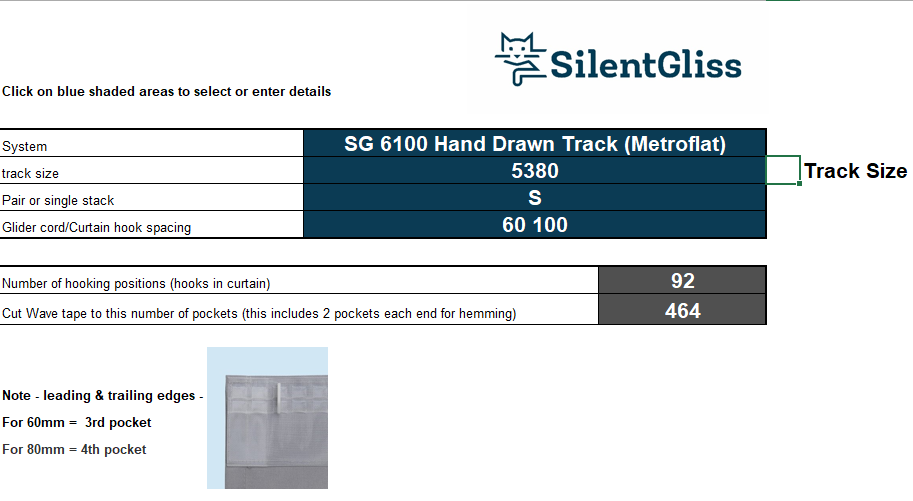 SilentGliss
Click on blue shaded areas to select or enter details
System SG 6100 Hand Drawn Track (Metroflat)
track size 5380 Track Size
Pair or single stack S
Glider cord/Curtain hook spacing 60 100
Number of hooking positions (hooks in curtain) 92
Cut Wave tape to this number of pockets (this includes 2 pockets each end for hemming) 464
Note - leading & trailing edges -
For 60mm = 3rd pocket
For 80mm = 4th pocket